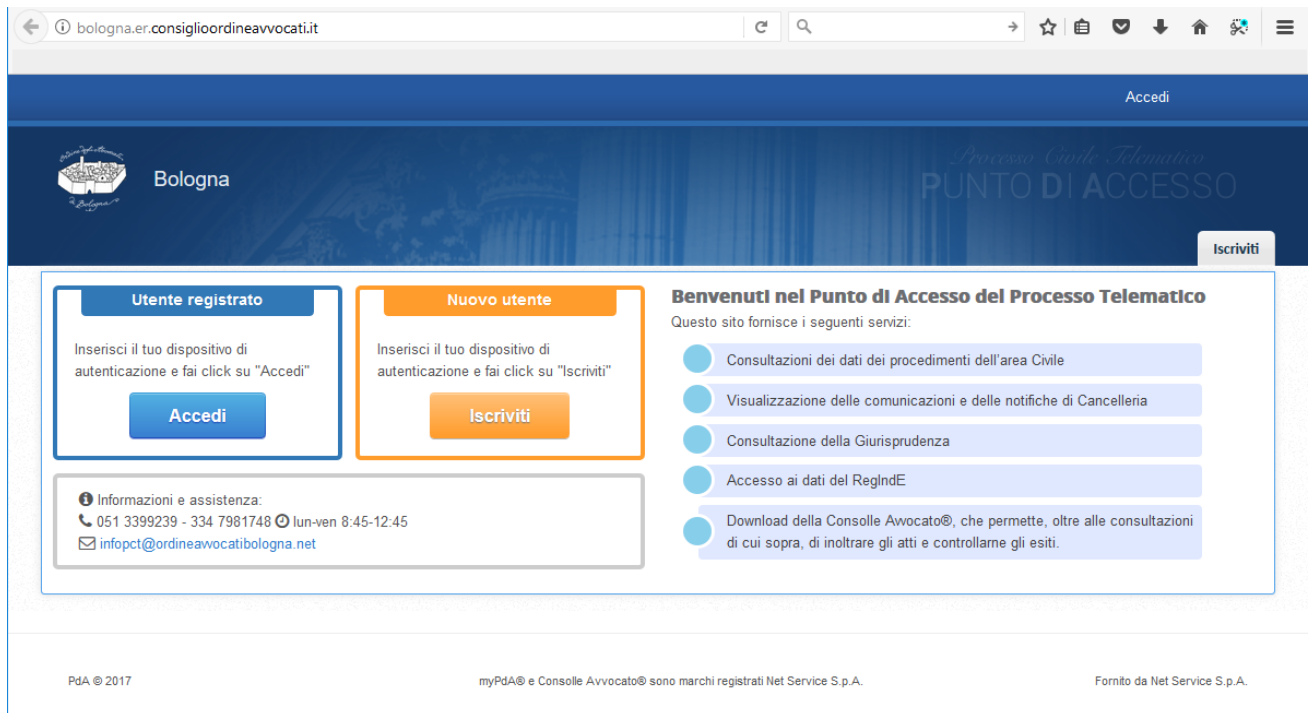 bologna.er.consiglioordineavvocati.it
Accedi
Bologna
Processo Civile Telematico
PUNTO DI ACCESSO
Iscriviti
Utente registrato
Inserisci il tuo dispositivo di
autenticazione e fai click su "Accedi"
Accedi
Nuovo utente
Inserisci il tuo dispositivo di
autenticazione e fai click su "Iscriviti"
Iscriviti
Informazioni e assistenza:
051 3399239 - 334 7981748 lun-ven 8:45-12:45
infopct@ordineavvocatibologna.net
Benvenuti nel Punto di Accesso del Processo Telematico
Questo sito fornisce i seguenti servizi:
Consultazioni dei dati dei procedimenti dell'area Civile
Visualizzazione delle comunicazioni e delle notifiche di Cancelleria
Consultazione della Giurisprudenza
Accesso ai dati del RegIndE
Download della Consolle Avvocato®, che permette, oltre alle consultazioni
di cui sopra, di inoltrare gli atti e controllarne gli esiti.
PdA © 2017
myPdA® e Consolle Avvocato® sono marchi registrati Net Service S.p.A.
Fornito da Net Service S.p.A.